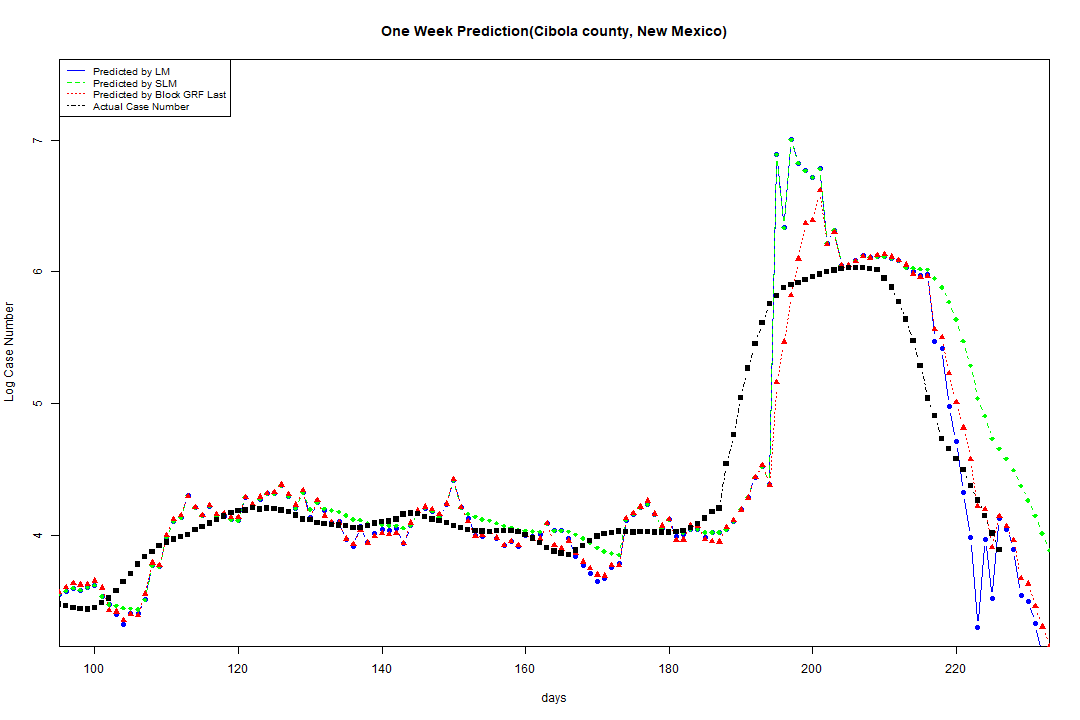 One Week Prediction(Cibola county, New Mexico)
Predicted by LM
Predicted by SLM
Predicted by Block GRF Last
Actual Case Number
7
6
5
4
Log Case Number
100 120 140 160 180 200 220
days